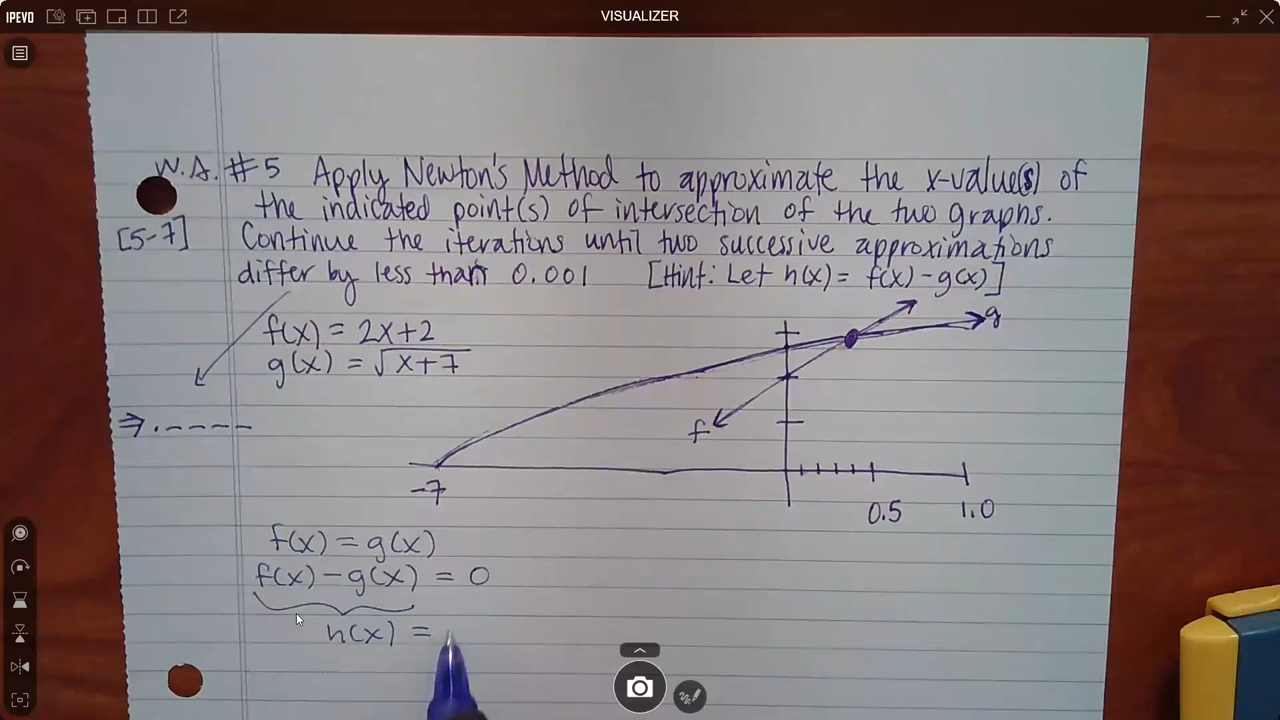 IPEVO
VISUALIZER
W.A. #5 Apply Newton's Method to approximate the x-value(s) of
the indicated point(s) of intersection of the two graphs.
[5-7] Continue the iterations until two successive approximations
differ by less than 0.001 [Hint: Let h(x) = f(x) - g(x)]
f(x) = 2x+2
g(x) = √x+7
⇒ . _ _ _ _
g
f
-7
0.5
1.0
f(x) = g(x)
f(x) - g(x) = 0
h(x) =